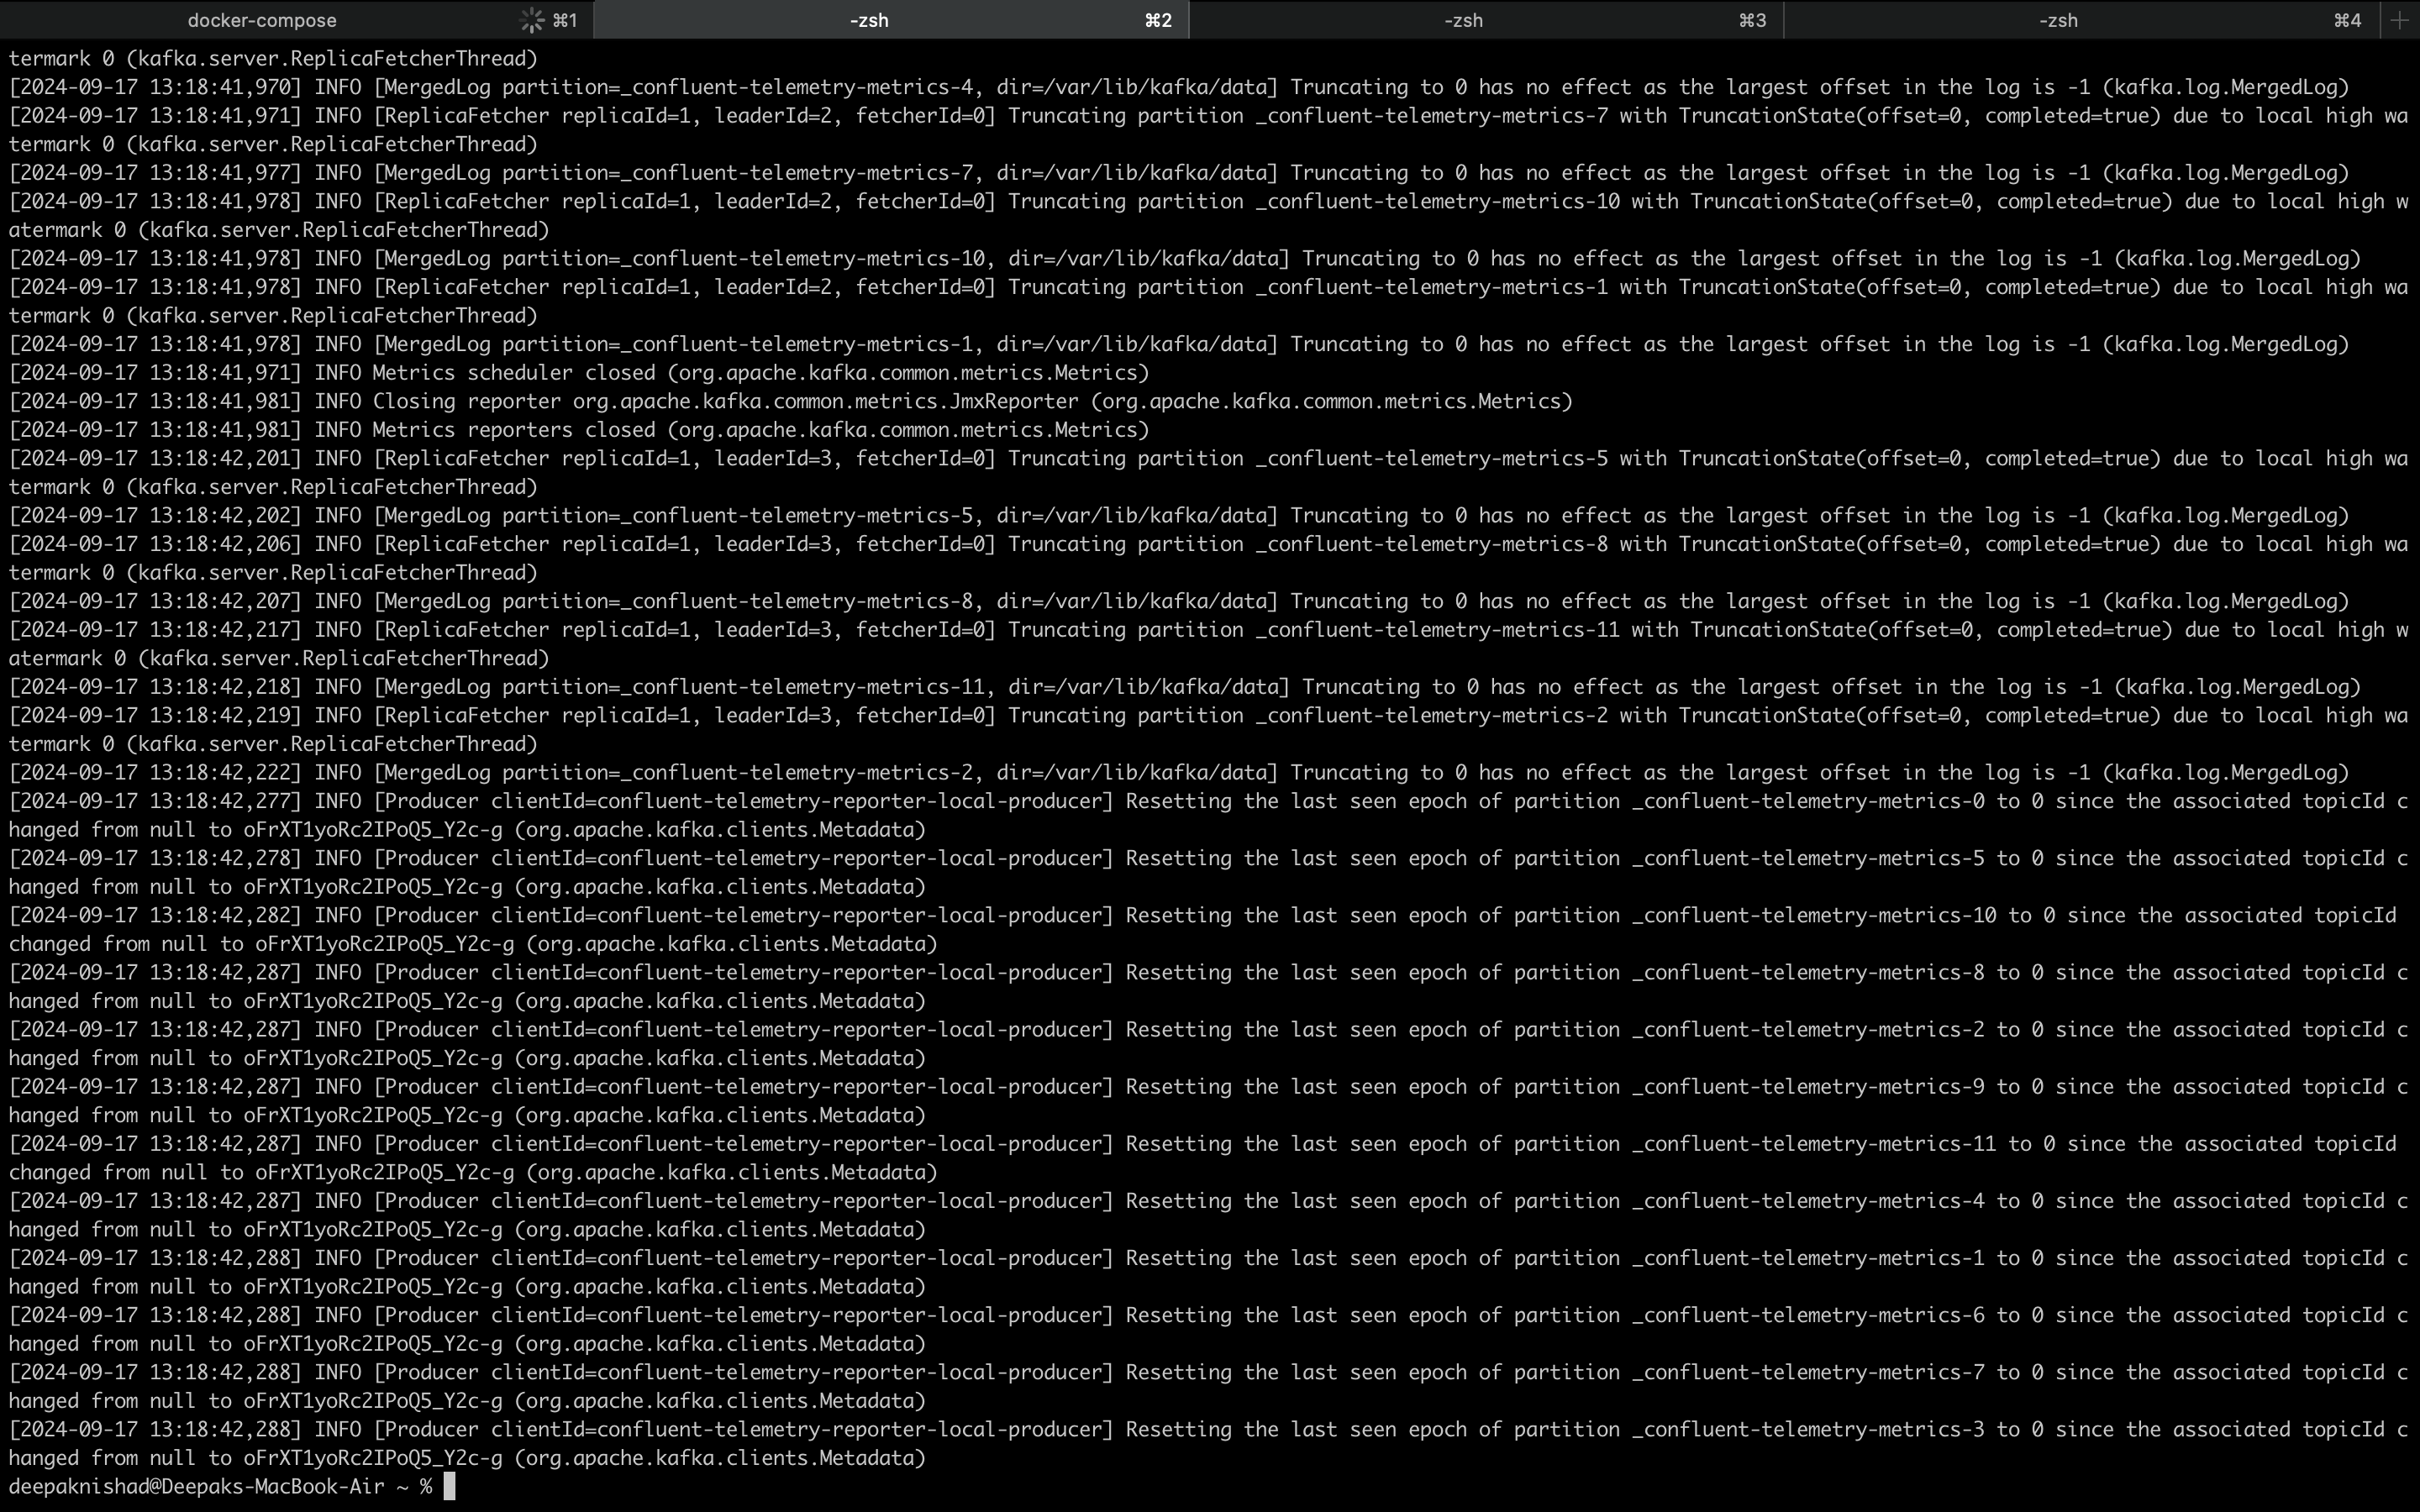 docker-compose ⌘1 -zsh ⌘2 -zsh ⌘3 -zsh ⌘4 +
termark 0 (kafka.server.ReplicaFetcherThread)
[2024-09-17 13:18:41,970] INFO [MergedLog partition=_confluent-telemetry-metrics-4, dir=/var/lib/kafka/data] Truncating to 0 has no effect as the largest offset in the log is -1 (kafka.log.MergedLog)
[2024-09-17 13:18:41,971] INFO [ReplicaFetcher replicaId=1, leaderId=2, fetcherId=0] Truncating partition _confluent-telemetry-metrics-7 with TruncationState(offset=0, completed=true) due to local high wa
termark 0 (kafka.server.ReplicaFetcherThread)
[2024-09-17 13:18:41,977] INFO [MergedLog partition=_confluent-telemetry-metrics-7, dir=/var/lib/kafka/data] Truncating to 0 has no effect as the largest offset in the log is -1 (kafka.log.MergedLog)
[2024-09-17 13:18:41,978] INFO [ReplicaFetcher replicaId=1, leaderId=2, fetcherId=0] Truncating partition _confluent-telemetry-metrics-10 with TruncationState(offset=0, completed=true) due to local high w
atermark 0 (kafka.server.ReplicaFetcherThread)
[2024-09-17 13:18:41,978] INFO [MergedLog partition=_confluent-telemetry-metrics-10, dir=/var/lib/kafka/data] Truncating to 0 has no effect as the largest offset in the log is -1 (kafka.log.MergedLog)
[2024-09-17 13:18:41,978] INFO [ReplicaFetcher replicaId=1, leaderId=2, fetcherId=0] Truncating partition _confluent-telemetry-metrics-1 with TruncationState(offset=0, completed=true) due to local high wa
termark 0 (kafka.server.ReplicaFetcherThread)
[2024-09-17 13:18:41,978] INFO [MergedLog partition=_confluent-telemetry-metrics-1, dir=/var/lib/kafka/data] Truncating to 0 has no effect as the largest offset in the log is -1 (kafka.log.MergedLog)
[2024-09-17 13:18:41,971] INFO Metrics scheduler closed (org.apache.kafka.common.metrics.Metrics)
[2024-09-17 13:18:41,981] INFO Closing reporter org.apache.kafka.common.metrics.JmxReporter (org.apache.kafka.common.metrics.Metrics)
[2024-09-17 13:18:41,981] INFO Metrics reporters closed (org.apache.kafka.common.metrics.Metrics)
[2024-09-17 13:18:42,201] INFO [ReplicaFetcher replicaId=1, leaderId=3, fetcherId=0] Truncating partition _confluent-telemetry-metrics-5 with TruncationState(offset=0, completed=true) due to local high wa
termark 0 (kafka.server.ReplicaFetcherThread)
[2024-09-17 13:18:42,202] INFO [MergedLog partition=_confluent-telemetry-metrics-5, dir=/var/lib/kafka/data] Truncating to 0 has no effect as the largest offset in the log is -1 (kafka.log.MergedLog)
[2024-09-17 13:18:42,206] INFO [ReplicaFetcher replicaId=1, leaderId=3, fetcherId=0] Truncating partition _confluent-telemetry-metrics-8 with TruncationState(offset=0, completed=true) due to local high wa
termark 0 (kafka.server.ReplicaFetcherThread)
[2024-09-17 13:18:42,207] INFO [MergedLog partition=_confluent-telemetry-metrics-8, dir=/var/lib/kafka/data] Truncating to 0 has no effect as the largest offset in the log is -1 (kafka.log.MergedLog)
[2024-09-17 13:18:42,217] INFO [ReplicaFetcher replicaId=1, leaderId=3, fetcherId=0] Truncating partition _confluent-telemetry-metrics-11 with TruncationState(offset=0, completed=true) due to local high w
atermark 0 (kafka.server.ReplicaFetcherThread)
[2024-09-17 13:18:42,218] INFO [MergedLog partition=_confluent-telemetry-metrics-11, dir=/var/lib/kafka/data] Truncating to 0 has no effect as the largest offset in the log is -1 (kafka.log.MergedLog)
[2024-09-17 13:18:42,219] INFO [ReplicaFetcher replicaId=1, leaderId=3, fetcherId=0] Truncating partition _confluent-telemetry-metrics-2 with TruncationState(offset=0, completed=true) due to local high wa
termark 0 (kafka.server.ReplicaFetcherThread)
[2024-09-17 13:18:42,222] INFO [MergedLog partition=_confluent-telemetry-metrics-2, dir=/var/lib/kafka/data] Truncating to 0 has no effect as the largest offset in the log is -1 (kafka.log.MergedLog)
[2024-09-17 13:18:42,277] INFO [Producer clientId=confluent-telemetry-reporter-local-producer] Resetting the last seen epoch of partition _confluent-telemetry-metrics-0 to 0 since the associated topicId c
hanged from null to oFrXT1yoRc2IPoQ5_Y2c-g (org.apache.kafka.clients.Metadata)
[2024-09-17 13:18:42,278] INFO [Producer clientId=confluent-telemetry-reporter-local-producer] Resetting the last seen epoch of partition _confluent-telemetry-metrics-5 to 0 since the associated topicId c
hanged from null to oFrXT1yoRc2IPoQ5_Y2c-g (org.apache.kafka.clients.Metadata)
[2024-09-17 13:18:42,282] INFO [Producer clientId=confluent-telemetry-reporter-local-producer] Resetting the last seen epoch of partition _confluent-telemetry-metrics-10 to 0 since the associated topicId
changed from null to oFrXT1yoRc2IPoQ5_Y2c-g (org.apache.kafka.clients.Metadata)
[2024-09-17 13:18:42,287] INFO [Producer clientId=confluent-telemetry-reporter-local-producer] Resetting the last seen epoch of partition _confluent-telemetry-metrics-8 to 0 since the associated topicId c
hanged from null to oFrXT1yoRc2IPoQ5_Y2c-g (org.apache.kafka.clients.Metadata)
[2024-09-17 13:18:42,287] INFO [Producer clientId=confluent-telemetry-reporter-local-producer] Resetting the last seen epoch of partition _confluent-telemetry-metrics-2 to 0 since the associated topicId c
hanged from null to oFrXT1yoRc2IPoQ5_Y2c-g (org.apache.kafka.clients.Metadata)
[2024-09-17 13:18:42,287] INFO [Producer clientId=confluent-telemetry-reporter-local-producer] Resetting the last seen epoch of partition _confluent-telemetry-metrics-9 to 0 since the associated topicId c
hanged from null to oFrXT1yoRc2IPoQ5_Y2c-g (org.apache.kafka.clients.Metadata)
[2024-09-17 13:18:42,287] INFO [Producer clientId=confluent-telemetry-reporter-local-producer] Resetting the last seen epoch of partition _confluent-telemetry-metrics-11 to 0 since the associated topicId
changed from null to oFrXT1yoRc2IPoQ5_Y2c-g (org.apache.kafka.clients.Metadata)
[2024-09-17 13:18:42,287] INFO [Producer clientId=confluent-telemetry-reporter-local-producer] Resetting the last seen epoch of partition _confluent-telemetry-metrics-4 to 0 since the associated topicId c
hanged from null to oFrXT1yoRc2IPoQ5_Y2c-g (org.apache.kafka.clients.Metadata)
[2024-09-17 13:18:42,288] INFO [Producer clientId=confluent-telemetry-reporter-local-producer] Resetting the last seen epoch of partition _confluent-telemetry-metrics-1 to 0 since the associated topicId c
hanged from null to oFrXT1yoRc2IPoQ5_Y2c-g (org.apache.kafka.clients.Metadata)
[2024-09-17 13:18:42,288] INFO [Producer clientId=confluent-telemetry-reporter-local-producer] Resetting the last seen epoch of partition _confluent-telemetry-metrics-6 to 0 since the associated topicId c
hanged from null to oFrXT1yoRc2IPoQ5_Y2c-g (org.apache.kafka.clients.Metadata)
[2024-09-17 13:18:42,288] INFO [Producer clientId=confluent-telemetry-reporter-local-producer] Resetting the last seen epoch of partition _confluent-telemetry-metrics-7 to 0 since the associated topicId c
hanged from null to oFrXT1yoRc2IPoQ5_Y2c-g (org.apache.kafka.clients.Metadata)
[2024-09-17 13:18:42,288] INFO [Producer clientId=confluent-telemetry-reporter-local-producer] Resetting the last seen epoch of partition _confluent-telemetry-metrics-3 to 0 since the associated topicId c
hanged from null to oFrXT1yoRc2IPoQ5_Y2c-g (org.apache.kafka.clients.Metadata)
deepaknishad@Deepaks-MacBook-Air ~ %